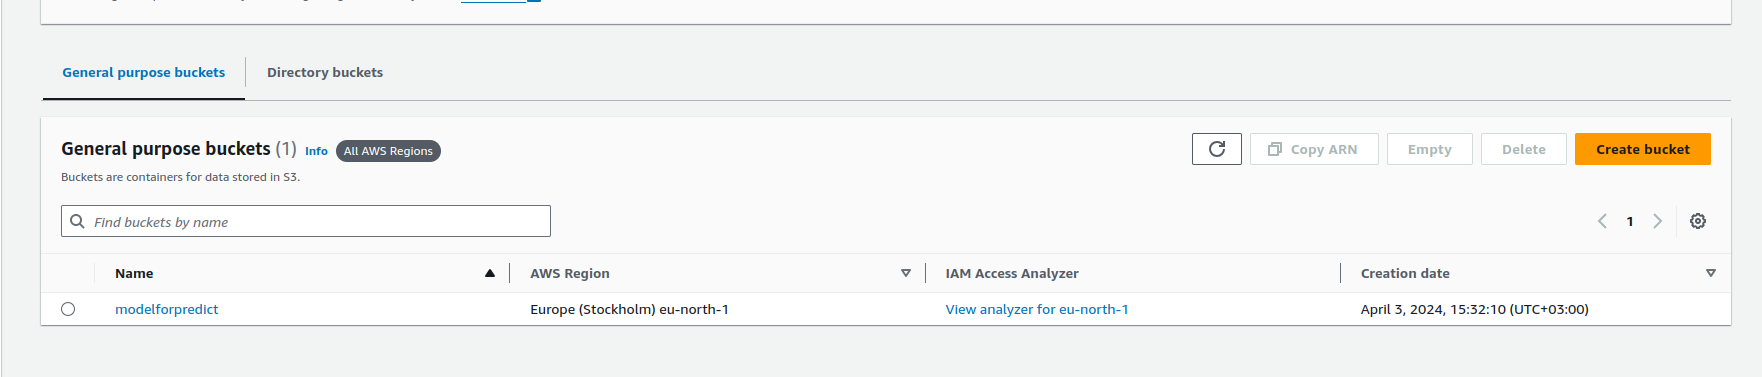 General purpose buckets
Directory buckets
General purpose buckets (1) Info All AWS Regions
Copy ARN
Empty
Delete
Create bucket
Buckets are containers for data stored in S3.
Find buckets by name
1
Name AWS Region IAM Access Analyzer Creation date
modelforpredict Europe (Stockholm) eu-north-1 View analyzer for eu-north-1 April 3, 2024, 15:32:10 (UTC+03:00)